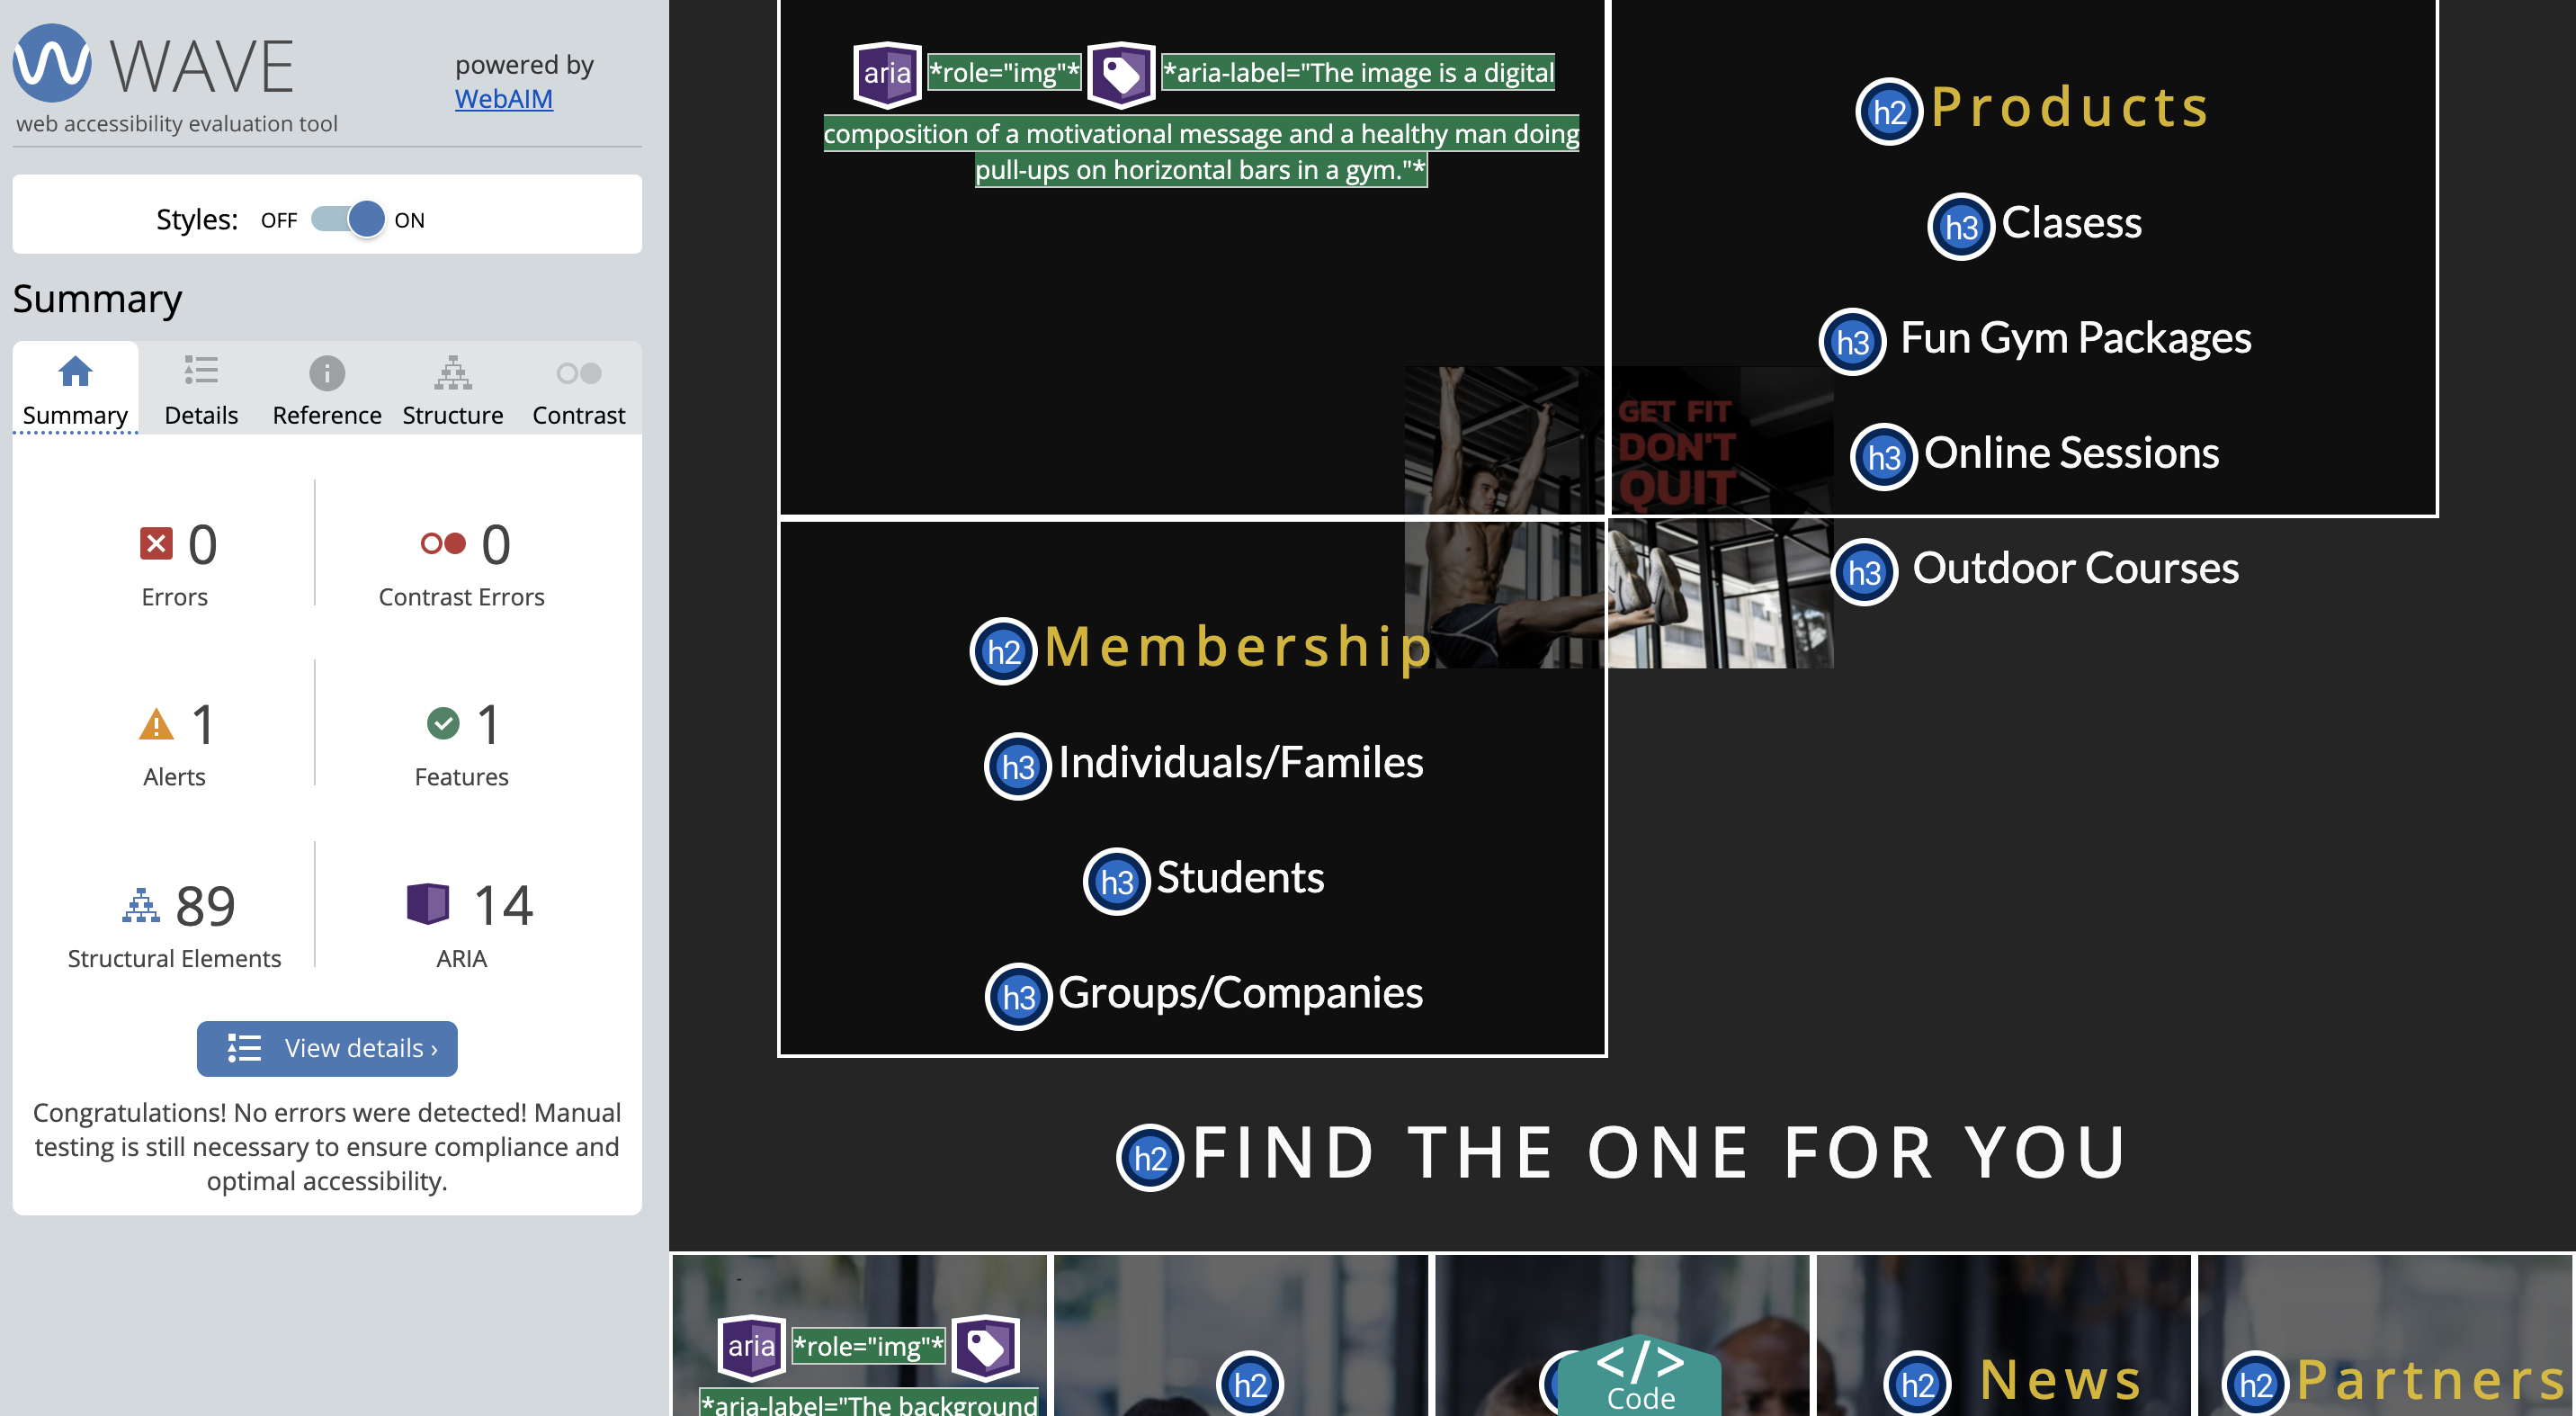 WAVE
powered by
WebAIM
web accessibility evaluation tool
Styles: OFF ON
Summary
Summary Details Reference Structure Contrast
0 0
Errors Contrast Errors
1 1
Alerts Features
89 14
Structural Elements ARIA
View details ›
Congratulations! No errors were detected! Manual
testing is still necessary to ensure compliance and
optimal accessibility.
aria *role="img"* *aria-label="The image is a digital
composition of a motivational message and a healthy man doing
pull-ups on horizontal bars in a gym."*
h2 Products
h3 Clasess
h3 Fun Gym Packages
h3 Online Sessions
h3 Outdoor Courses
GET FIT
DON'T
QUIT
h2 Membership
h3 Individuals/Familes
h3 Students
h3 Groups/Companies
h2 FIND THE ONE FOR YOU
aria *role="img"*
*aria-label="The background
h2
</> Code
h2 News
h2 Partners